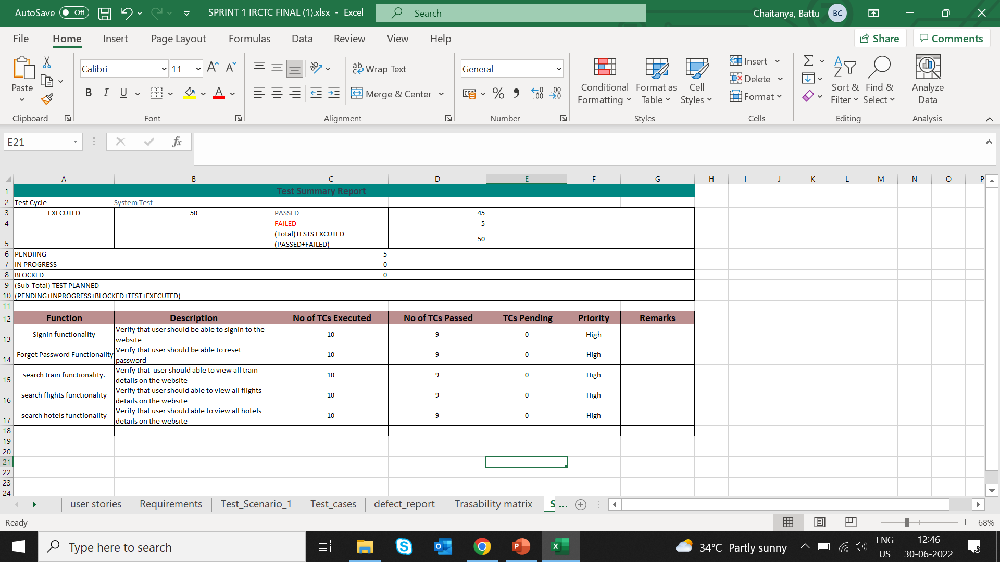 AutoSave Off SPRINT 1 IRCTC FINAL (1).xlsx - Excel Search Chaitanya, Battu BC
File Home Insert Page Layout Formulas Data Review View Help Share Comments
Paste Calibri 11 Wrap Text General Conditional Formatting Format as Table Cell Styles Insert Delete Format Sort & Filter Find & Select Analyze Data
B I U Merge & Center
Clipboard Font Alignment Number Styles Cells Editing Analysis
E21 fx
A B C D E F G H I J K L M N O P
1 Test Summary Report
2 Test Cycle System Test
3 EXECUTED 50 PASSED 45
4 FAILED 5
5 (Total)TESTS EXCUTED (PASSED+FAILED) 50
6 PENDIING 5
7 IN PROGRESS 0
8 BLOCKED 0
9 (Sub-Total) TEST PLANNED
10 (PENDING+INPROGRESS+BLOCKED+TEST+EXECUTED)
11
12 Function Description No of TCs Executed No of TCs Passed TCs Pending Priority Remarks
13 Signin functionality Verify that user should be able to signin to the website 10 9 0 High
14 Forget Password Functionality Verify that user should be able to reset password 10 9 0 High
15 search train functionality. Verify that user should able to view all train details on the website 10 9 0 High
16 search flights functionality Verify that user should able to view all flights details on the website 10 9 0 High
17 search hotels functionality Verify that user should able to view all hotels details on the website 10 9 0 High
18
19
20
21
22
23
24
user stories Requirements Test_Scenario_1 Test_cases defect_report Trasability matrix S ...
Ready 68%
Type here to search 34°C Partly sunny ENG US 12:46 30-06-2022